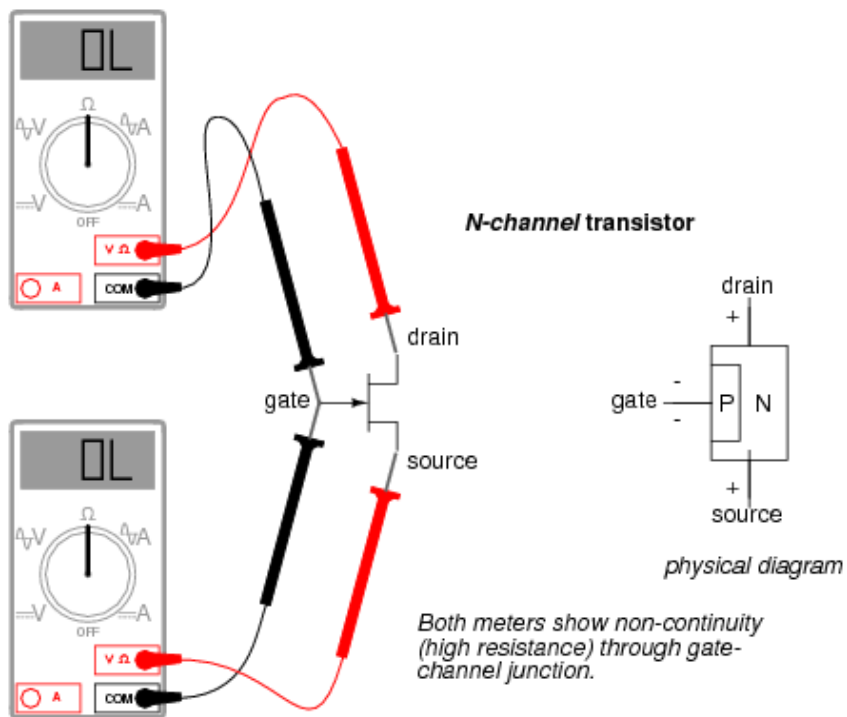 OL
Ω
V
A
V
A
OFF
V Ω
A
COM
N-channel transistor
drain
gate
source
drain
+
gate
-
-
P
N
+
source
physical diagram
OL
Ω
V
A
V
A
OFF
V Ω
A
COM
Both meters show non-continuity
(high resistance) through gate-
channel junction.